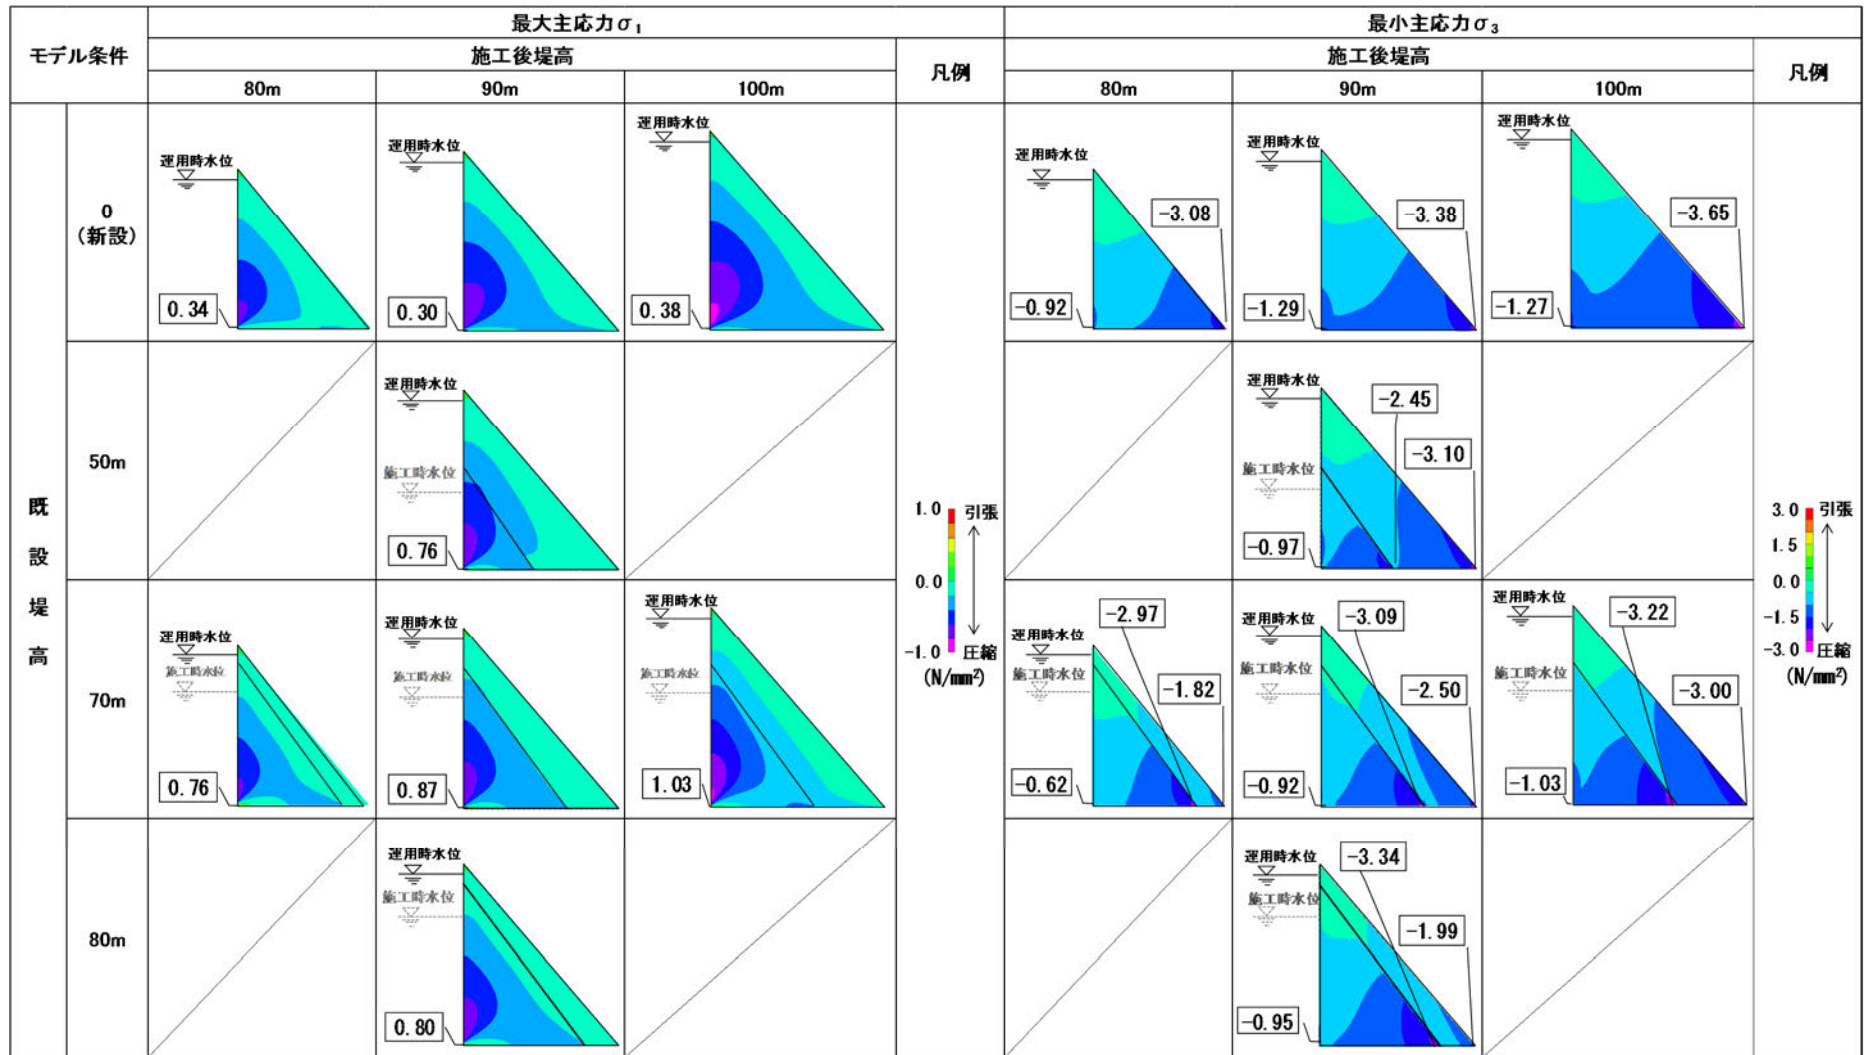 モデル条件
最大主応力σ1
最小主応力σ3
施工後堤高
凡例
施工後堤高
凡例
80m
90m
100m
80m
90m
100m
既設堤高
0
(新設)
運用時水位
0.34
運用時水位
0.30
運用時水位
0.38
運用時水位
-3.08
-0.92
運用時水位
-3.38
-1.29
運用時水位
-3.65
-1.27
50m
運用時水位
施工時水位
0.76
運用時水位
-2.45
施工時水位
-3.10
-0.97
70m
運用時水位
施工時水位
0.76
運用時水位
施工時水位
0.87
運用時水位
施工時水位
1.03
運用時水位
-2.97
施工時水位
-1.82
-0.62
運用時水位
-3.09
施工時水位
-2.50
-0.92
運用時水位
-3.22
施工時水位
-3.00
-1.03
80m
運用時水位
施工時水位
0.80
運用時水位
-3.34
施工時水位
-1.99
-0.95
1.0 引張
0.0
-1.0 圧縮
(N/mm²)
3.0 引張
1.5
0.0
-1.5
-3.0 圧縮
(N/mm²)